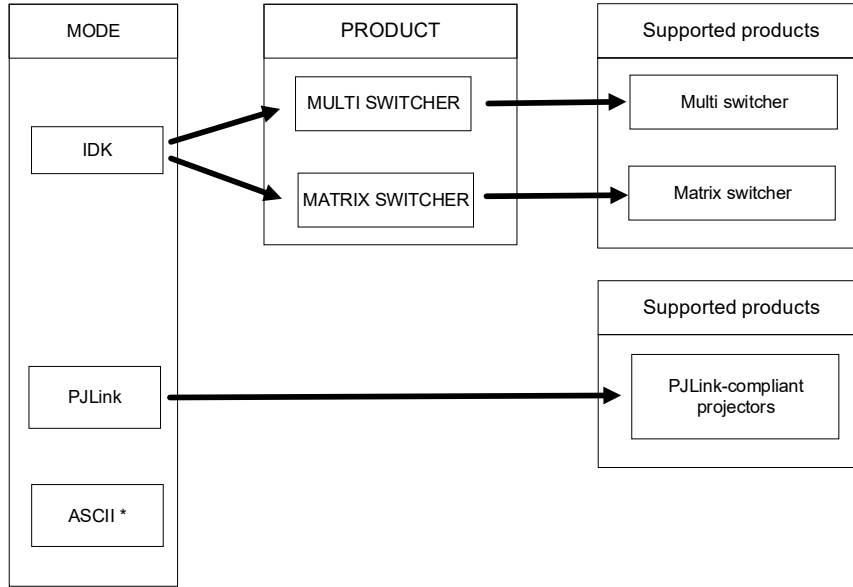 MODE
PRODUCT
Supported products
MULTI SWITCHER
Multi switcher
IDK
MATRIX SWITCHER
Matrix switcher
Supported products
PJLink
PJLink-compliant
projectors
ASCII *